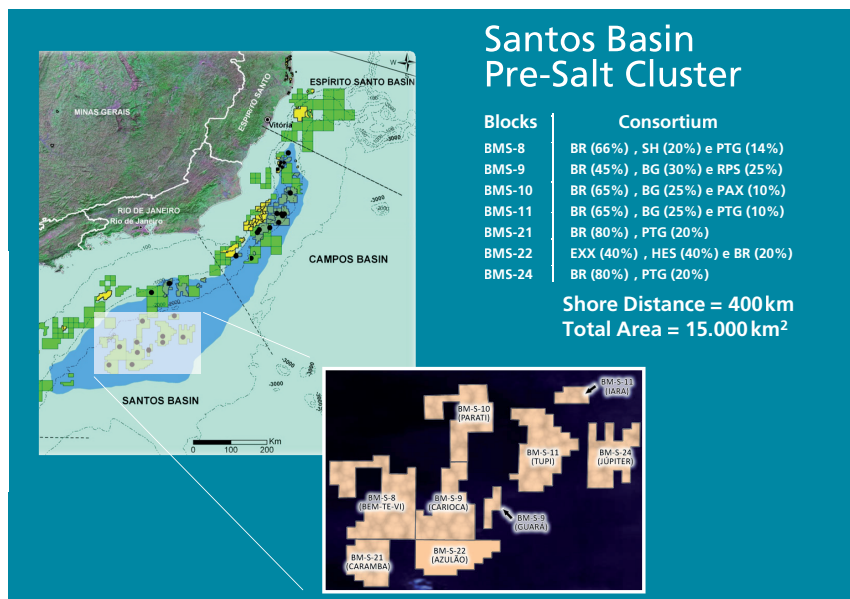 Santos Basin
Pre-Salt Cluster
Blocks Consortium
BMS-8 BR (66%) , SH (20%) e PTG (14%)
BMS-9 BR (45%) , BG (30%) e RPS (25%)
BMS-10 BR (65%) , BG (25%) e PAX (10%)
BMS-11 BR (65%) , BG (25%) e PTG (10%)
BMS-21 BR (80%) , PTG (20%)
BMS-22 EXX (40%) , HES (40%) e BR (20%)
BMS-24 BR (80%) , PTG (20%)
Shore Distance = 400 km
Total Area = 15.000 km²
W
ESPÍRITO SANTO BASIN
MINAS GERAIS
ESPIRITO SANTO
Vitória
-3000
RIO DE JANEIRO
Rio de Janeiro
-100
CAMPOS BASIN
-3000
-3000
-3000
SANTOS BASIN
Km
100 200
BM-S-11
(IARA)
BM-S-10
(PARATI)
BM-S-11
(TUPI)
BM-S-24
(JÚPITER)
BM-S-8
(BEM-TE-VI)
BM-S-9
(CARIOCA)
BM-S-9
(GUARÁ)
BM-S-21
(CARAMBA)
BM-S-22
(AZULÃO)